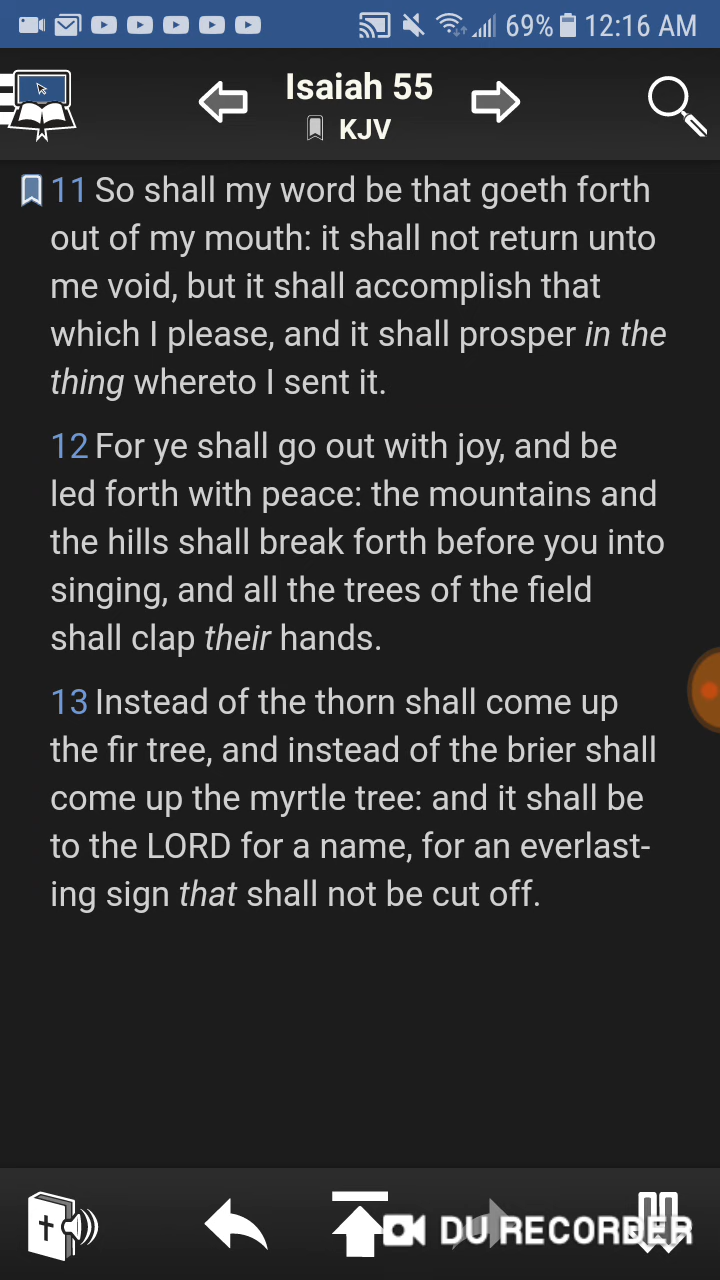 69% 12:16 AM
Isaiah 55
KJV
11 So shall my word be that goeth forth
out of my mouth: it shall not return unto
me void, but it shall accomplish that
which I please, and it shall prosper in the
thing whereto I sent it.
12 For ye shall go out with joy, and be
led forth with peace: the mountains and
the hills shall break forth before you into
singing, and all the trees of the field
shall clap their hands.
13 Instead of the thorn shall come up
the fir tree, and instead of the brier shall
come up the myrtle tree: and it shall be
to the LORD for a name, for an everlast-
ing sign that shall not be cut off.
DU RECORDER